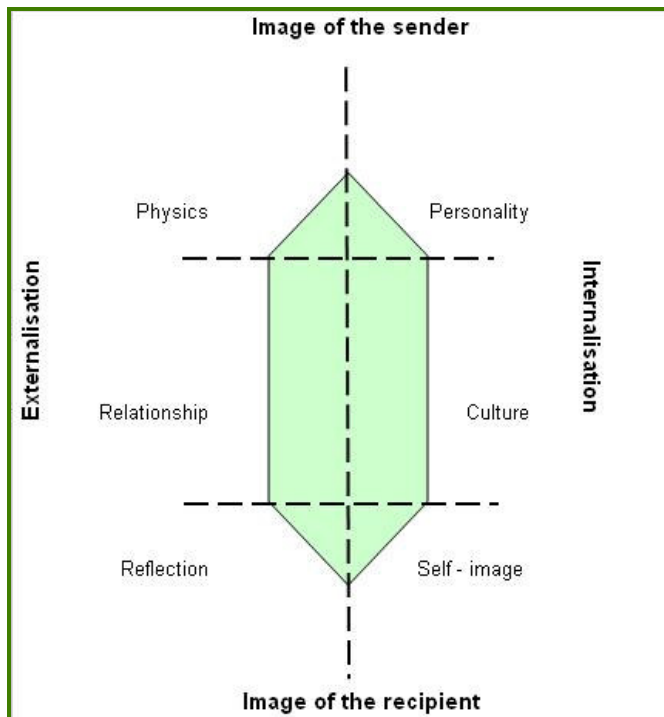 Image of the sender
Physics
Personality
Externalisation
Internalisation
Relationship
Culture
Reflection
Self - image
Image of the recipient